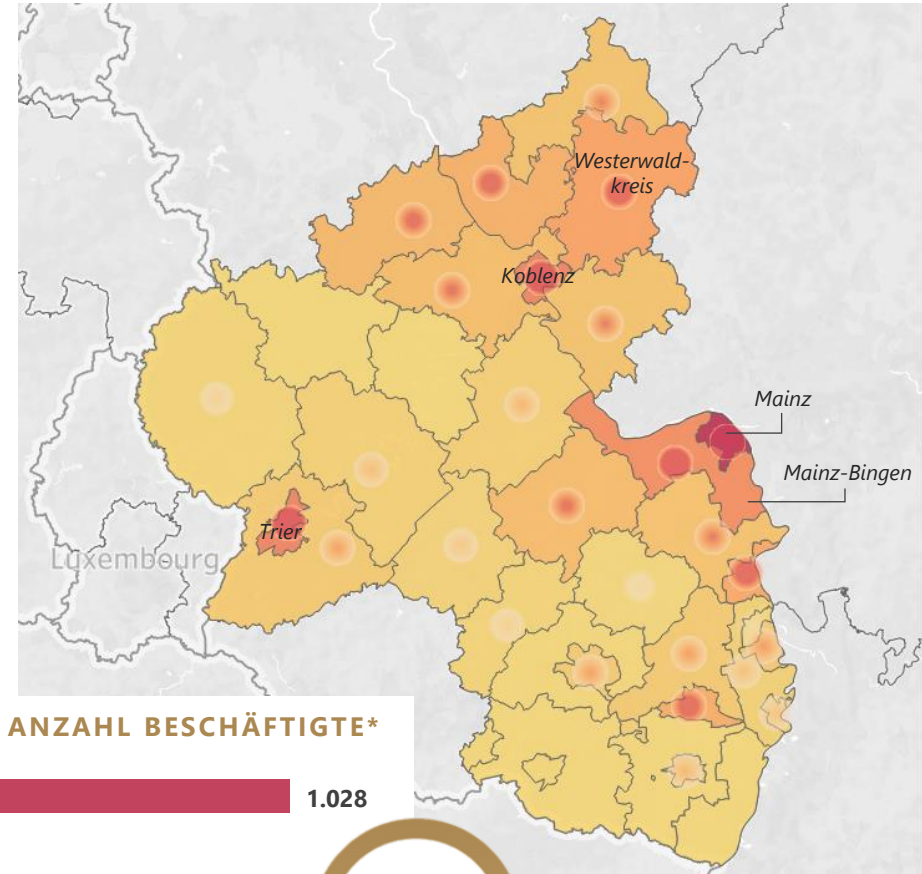 Westerwald-
kreis
Koblenz
Mainz
Mainz-Bingen
Trier
Luxembourg
ANZAHL BESCHÄFTIGTE*
1.028